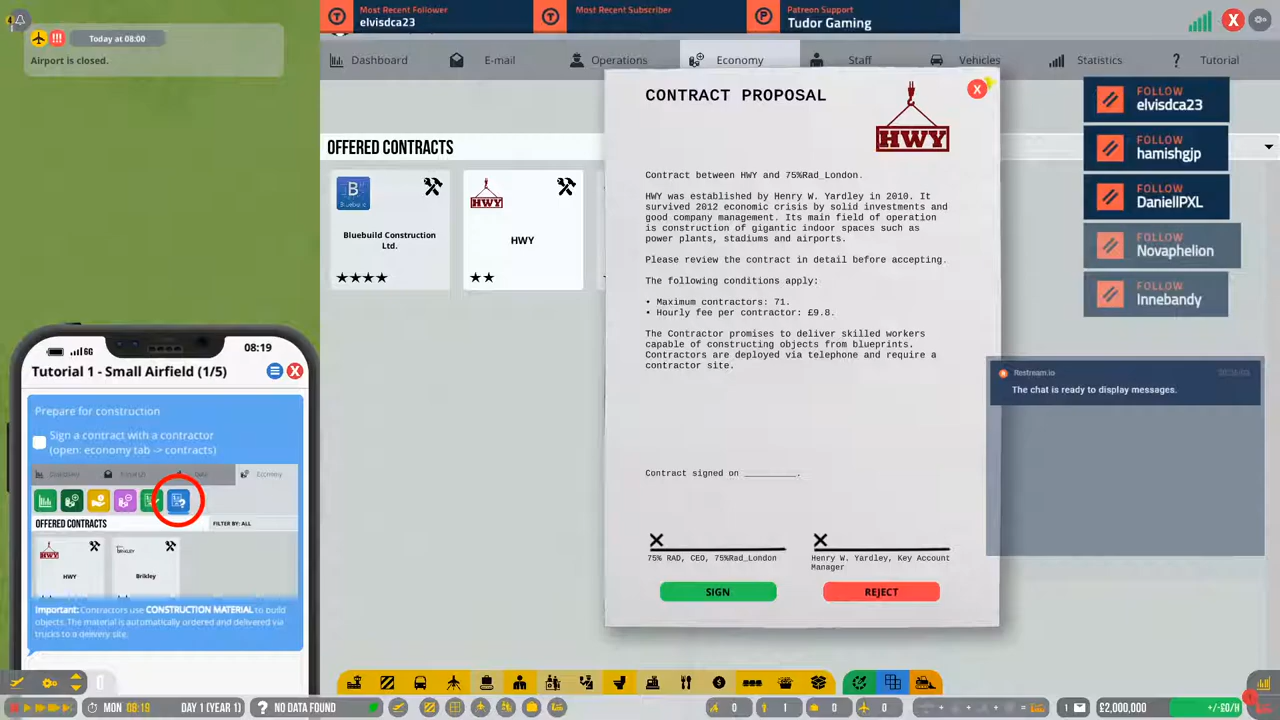 Most Recent Follower
elvisdca23
Most Recent Subscriber
Patreon Support
Tudor Gaming
Today at 08:00
Airport is closed.
Dashboard
E-mail
Operations
Economy
Staff
Vehicles
Statistics
Tutorial
OFFERED CONTRACTS
Bluebuild Construction
Ltd.
★★★★
HWY
HWY
★★
CONTRACT PROPOSAL
HWY
X
Contract between HWY and 75%Rad_London.
HWY was established by Henry W. Yardley in 2010. It
survived 2012 economic crisis by solid investments and
good company management. Its main field of operation
is construction of gigantic indoor spaces such as
power plants, stadiums and airports.
Please review the contract in detail before accepting.
The following conditions apply:
• Maximum contractors: 71.
• Hourly fee per contractor: £9.8.
The Contractor promises to deliver skilled workers
capable of constructing objects from blueprints.
Contractors are deployed via telephone and require a
contractor site.
Contract signed on _________.
75% RAD, CEO, 75%Rad_London
Henry W. Yardley, Key Account
Manager
SIGN
REJECT
FOLLOW
elvisdca23
FOLLOW
hamishgjp
FOLLOW
DaniellPXL
FOLLOW
Novaphelion
FOLLOW
Innebandy
Restream.io
The chat is ready to display messages.
6G
08:19
Tutorial 1 - Small Airfield (1/5)
Prepare for construction
Sign a contract with a contractor
(open: economy tab -> contracts)
Economy
OFFERED CONTRACTS
FILTER BY: ALL
HWY
HWY
BRIKLEY
Brikley
Important: Contractors use CONSTRUCTION MATERIAL to build
objects. The material is automatically ordered and delivered via
trucks to a delivery site.
MON 08:19
DAY 1 (YEAR 1)
? NO DATA FOUND
0
1
0
0
1
£2,000,000
+/-£0/H
1